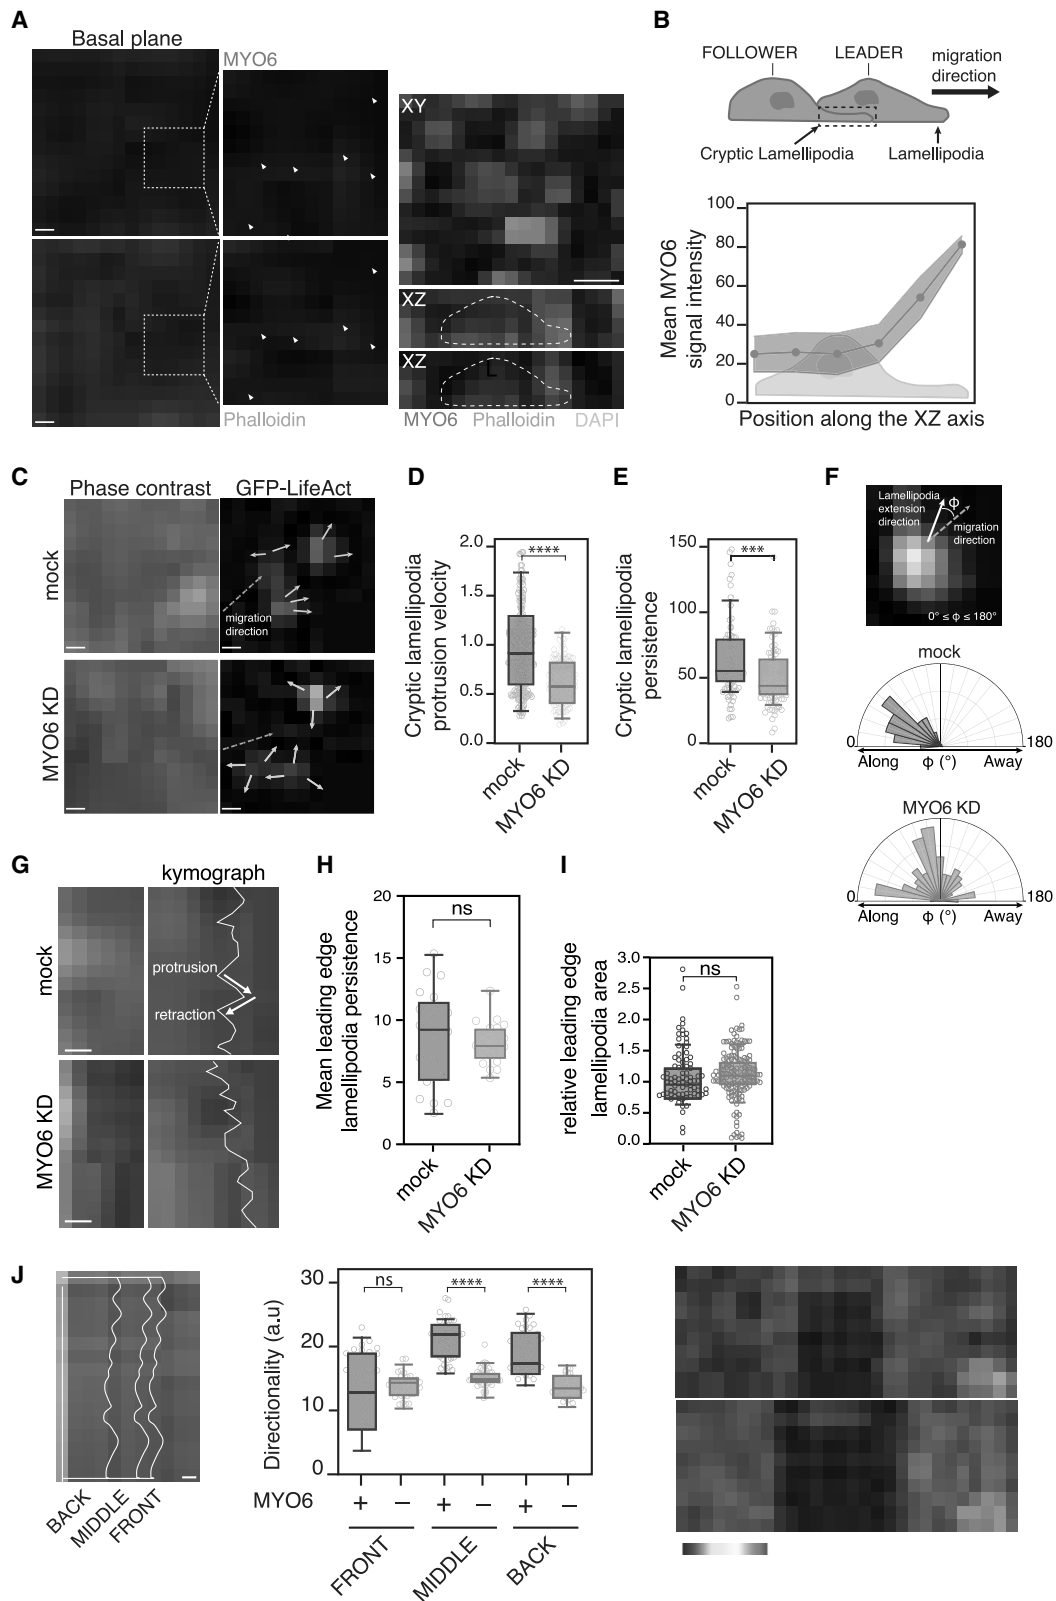 A
Basal plane
MYO6
Phalloidin
XY
XZ
XZ
L
MYO6 Phalloidin DAPI
B
FOLLOWER LEADER
migration
direction
Cryptic Lamellipodia
Lamellipodia
Mean MYO6
signal intensity
100
80
60
40
20
0
Position along the XZ axis
C
Phase contrast GFP-LifeAct
mock
migration
direction
MYO6 KD
D
Cryptic lamellipodia
protrusion velocity
2.0
1.5
1.0
0.5
0.0
****
mock
MYO6 KD
E
Cryptic lamellipodia
persistence
150
100
50
0
***
mock
MYO6 KD
F
Lamellipodia
extension
direction
Φ
migration
direction
0° ≤ ϕ ≤ 180°
mock
0 180
Along ϕ (°) Away
MYO6 KD
0 180
Along ϕ (°) Away
G
kymograph
mock
protrusion
retraction
MYO6 KD
H
Mean leading edge
lamellipodia persistence
20
15
10
5
0
ns
mock
MYO6 KD
I
relative leading edge
lamellipodia area
3.0
2.5
2.0
1.5
1.0
0.5
0.0
ns
mock
MYO6 KD
J
BACK
MIDDLE
FRONT
Directionality (a.u)
30
20
10
0
ns **** ****
MYO6 + − + − + −
FRONT
MIDDLE
BACK